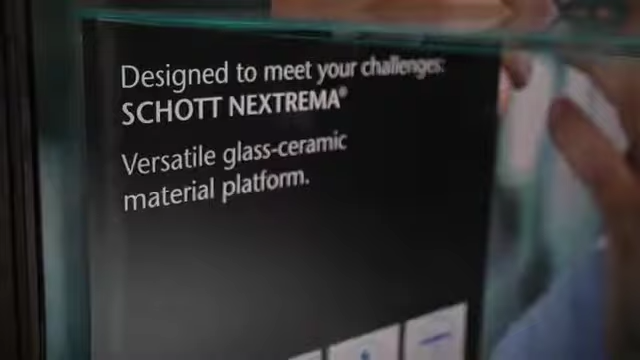 Designed to meet your challenges:
SCHOTT NEXTREMA®
Versatile glass-ceramic
material platform.